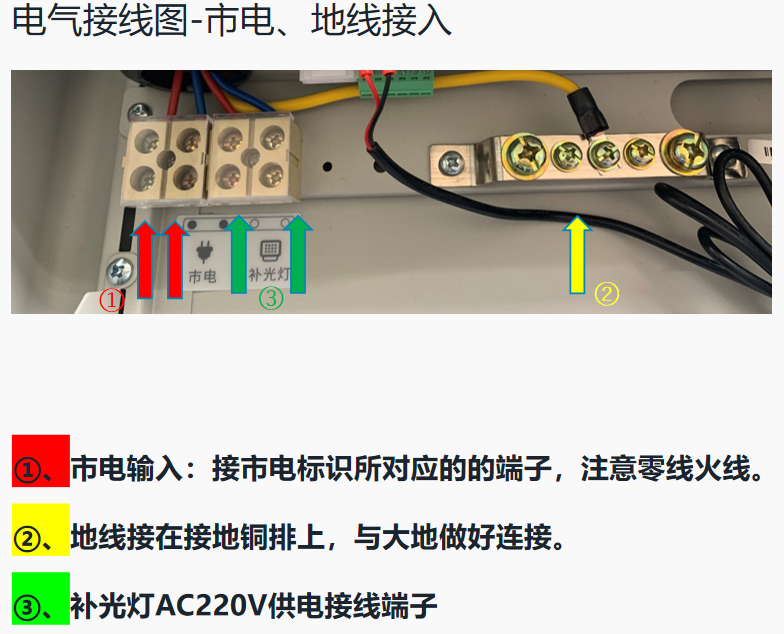 电气接线图-市电、地线接入
市电
补光灯
①
③
②
①、市电输入：接市电标识所对应的的端子，注意零线火线。
②、地线接在接地铜排上，与大地做好连接。
③、补光灯AC220V供电接线端子